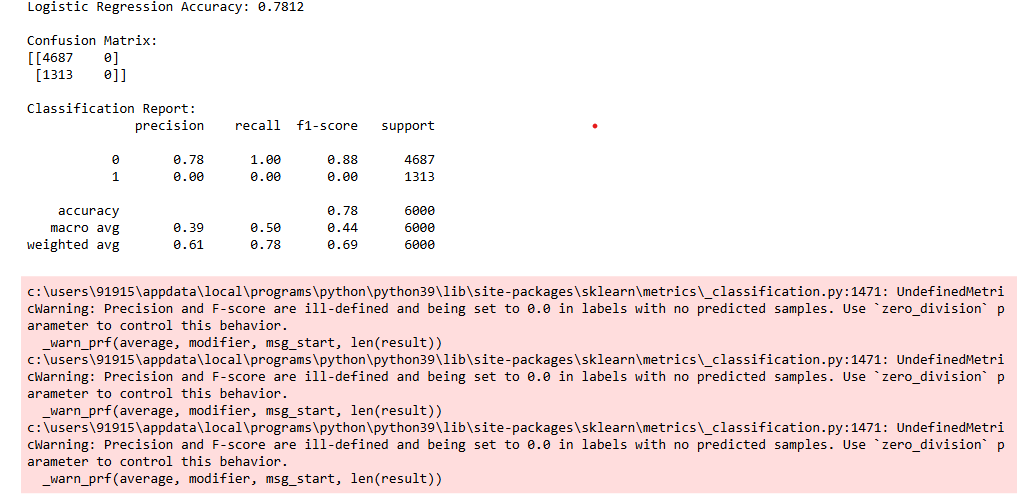 Logistic Regression Accuracy: 0.7812
Confusion Matrix:
[[4687    0]
 [1313    0]]
Classification Report:
              precision    recall  f1-score   support
           0       0.78      1.00      0.88      4687
           1       0.00      0.00      0.00      1313
    accuracy                           0.78      6000
   macro avg       0.39      0.50      0.44      6000
weighted avg       0.61      0.78      0.69      6000
c:\users\91915\appdata\local\programs\python\python39\lib\site-packages\sklearn\metrics\_classification.py:1471: UndefinedMetri
cWarning: Precision and F-score are ill-defined and being set to 0.0 in labels with no predicted samples. Use `zero_division` p
arameter to control this behavior.
  _warn_prf(average, modifier, msg_start, len(result))
c:\users\91915\appdata\local\programs\python\python39\lib\site-packages\sklearn\metrics\_classification.py:1471: UndefinedMetri
cWarning: Precision and F-score are ill-defined and being set to 0.0 in labels with no predicted samples. Use `zero_division` p
arameter to control this behavior.
  _warn_prf(average, modifier, msg_start, len(result))
c:\users\91915\appdata\local\programs\python\python39\lib\site-packages\sklearn\metrics\_classification.py:1471: UndefinedMetri
cWarning: Precision and F-score are ill-defined and being set to 0.0 in labels with no predicted samples. Use `zero_division` p
arameter to control this behavior.
  _warn_prf(average, modifier, msg_start, len(result))